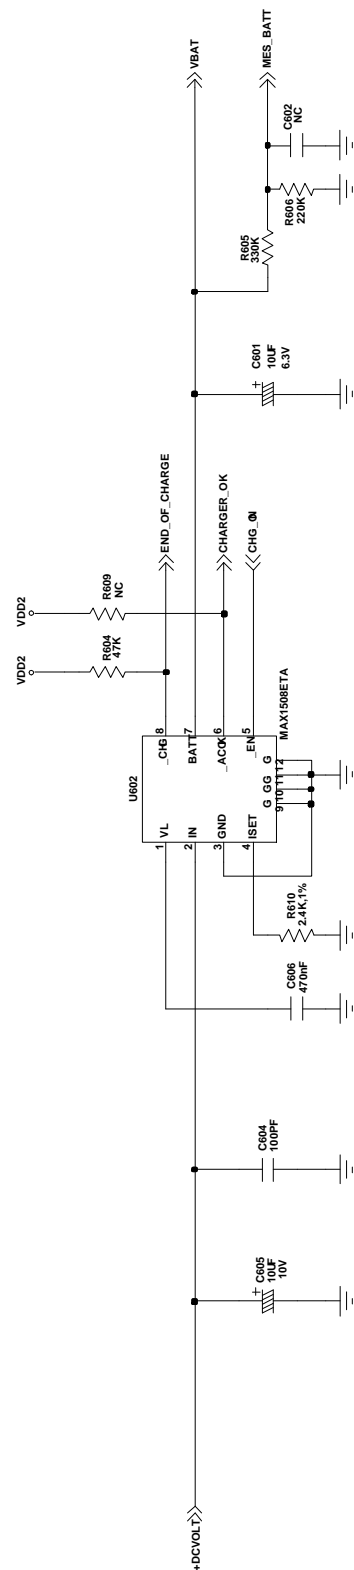 VBAT
MES_BATT
C602
NC
R606
220K
R605
330K
C601
10UF
6.3V
+
END_OF_CHARGE
CHARGER_OK
CHG_ON
VDD2
R609
NC
VDD2
R604
47K
U602
MAX1508ETA
_CHG
8
BATT
7
_ACOK
6
_EN
5
1
VL
2
IN
3
GND
4
ISET
G
9
G
10
G
11
G
12
R610
2.4K,1%
C606
470nF
C604
100PF
+
C605
10UF
10V
+DCVOLT